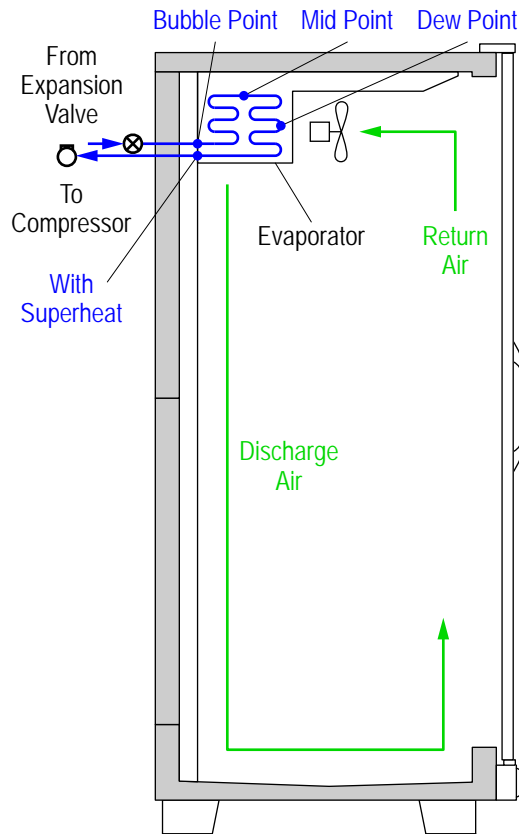 Bubble Point
Mid Point
Dew Point
From
Expansion
Valve
To
Compressor
Evaporator
Return
Air
With
Superheat
Discharge
Air